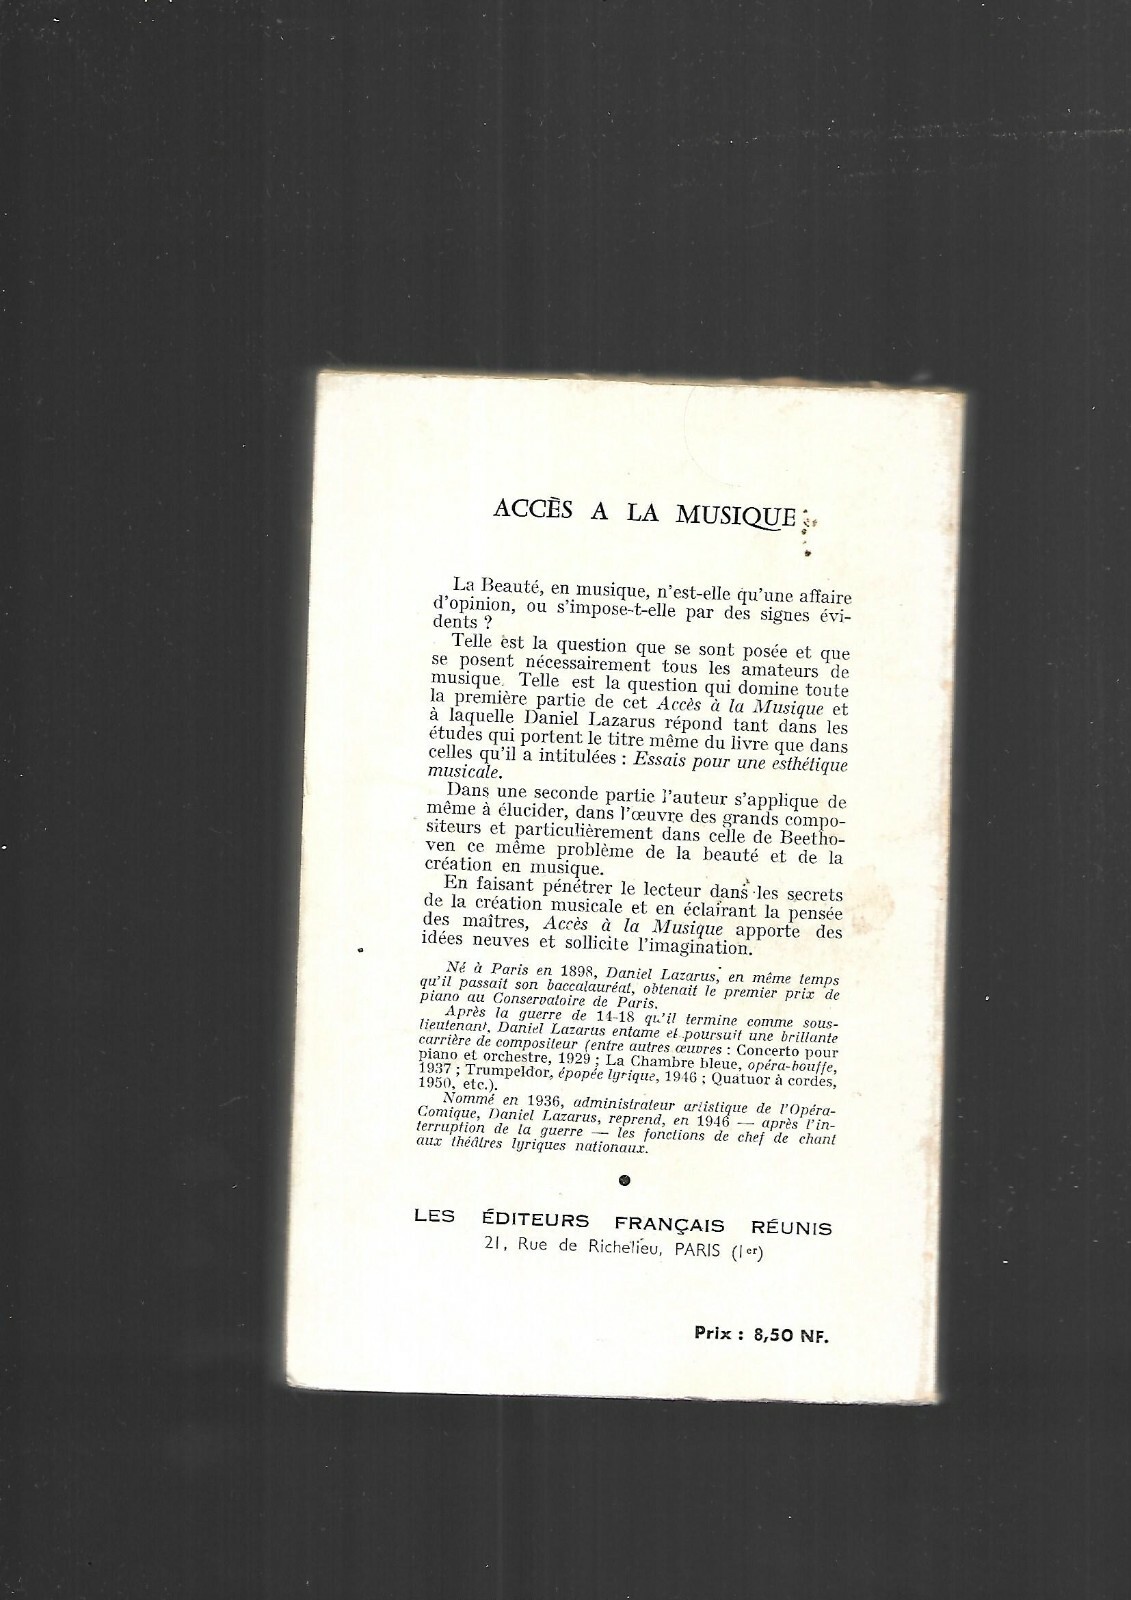 ACCÈS A LA MUSIQUE
La Beauté, en musique, n'est-elle qu'une affaire
d'opinion, ou s'impose-t-elle par des signes évi-
dents ?
Telle est la question que se sont posée et que
se posent nécessairement tous les amateurs de
musique. Telle est la question qui domine toute
la première partie de cet Accès à la Musique et
à laquelle Daniel Lazarus répond tant dans les
études qui portent le titre même du livre que dans
celles qu'il a intitulées : Essais pour une esthétique
musicale.
Dans une seconde partie l'auteur s'applique de
même à élucider, dans l'œuvre des grands compo-
siteurs et particulièrement dans celle de Beetho-
ven ce même problème de la beauté et de la
création en musique.
En faisant pénétrer le lecteur dans les secrets
de la création musicale et en éclairant la pensée
des maîtres, Accès à la Musique apporte des
idées neuves et sollicite l'imagination.
Né à Paris en 1898, Daniel Lazarus, en même temps
qu'il passait son baccalauréat, obtenait le premier prix de
piano au Conservatoire de Paris.
Après la guerre de 14-18 qu'il termine comme sous-
lieutenant, Daniel Lazarus entame et poursuit une brillante
carrière de compositeur (entre autres œuvres : Concerto pour
piano et orchestre, 1929 ; La Chambre bleue, opéra-bouffe,
1937 ; Trumpeldor, épopée lyrique, 1946 ; Quatuor à cordes,
1950, etc.).
Nommé en 1936, administrateur artistique de l'Opéra-
Comique, Daniel Lazarus, reprend, en 1946 — après l'in-
terruption de la guerre — les fonctions de chef de chant
aux théâtres lyriques nationaux.
LES ÉDITEURS FRANÇAIS RÉUNIS
21, Rue de Richelieu, PARIS (1er)
Prix : 8,50 NF.